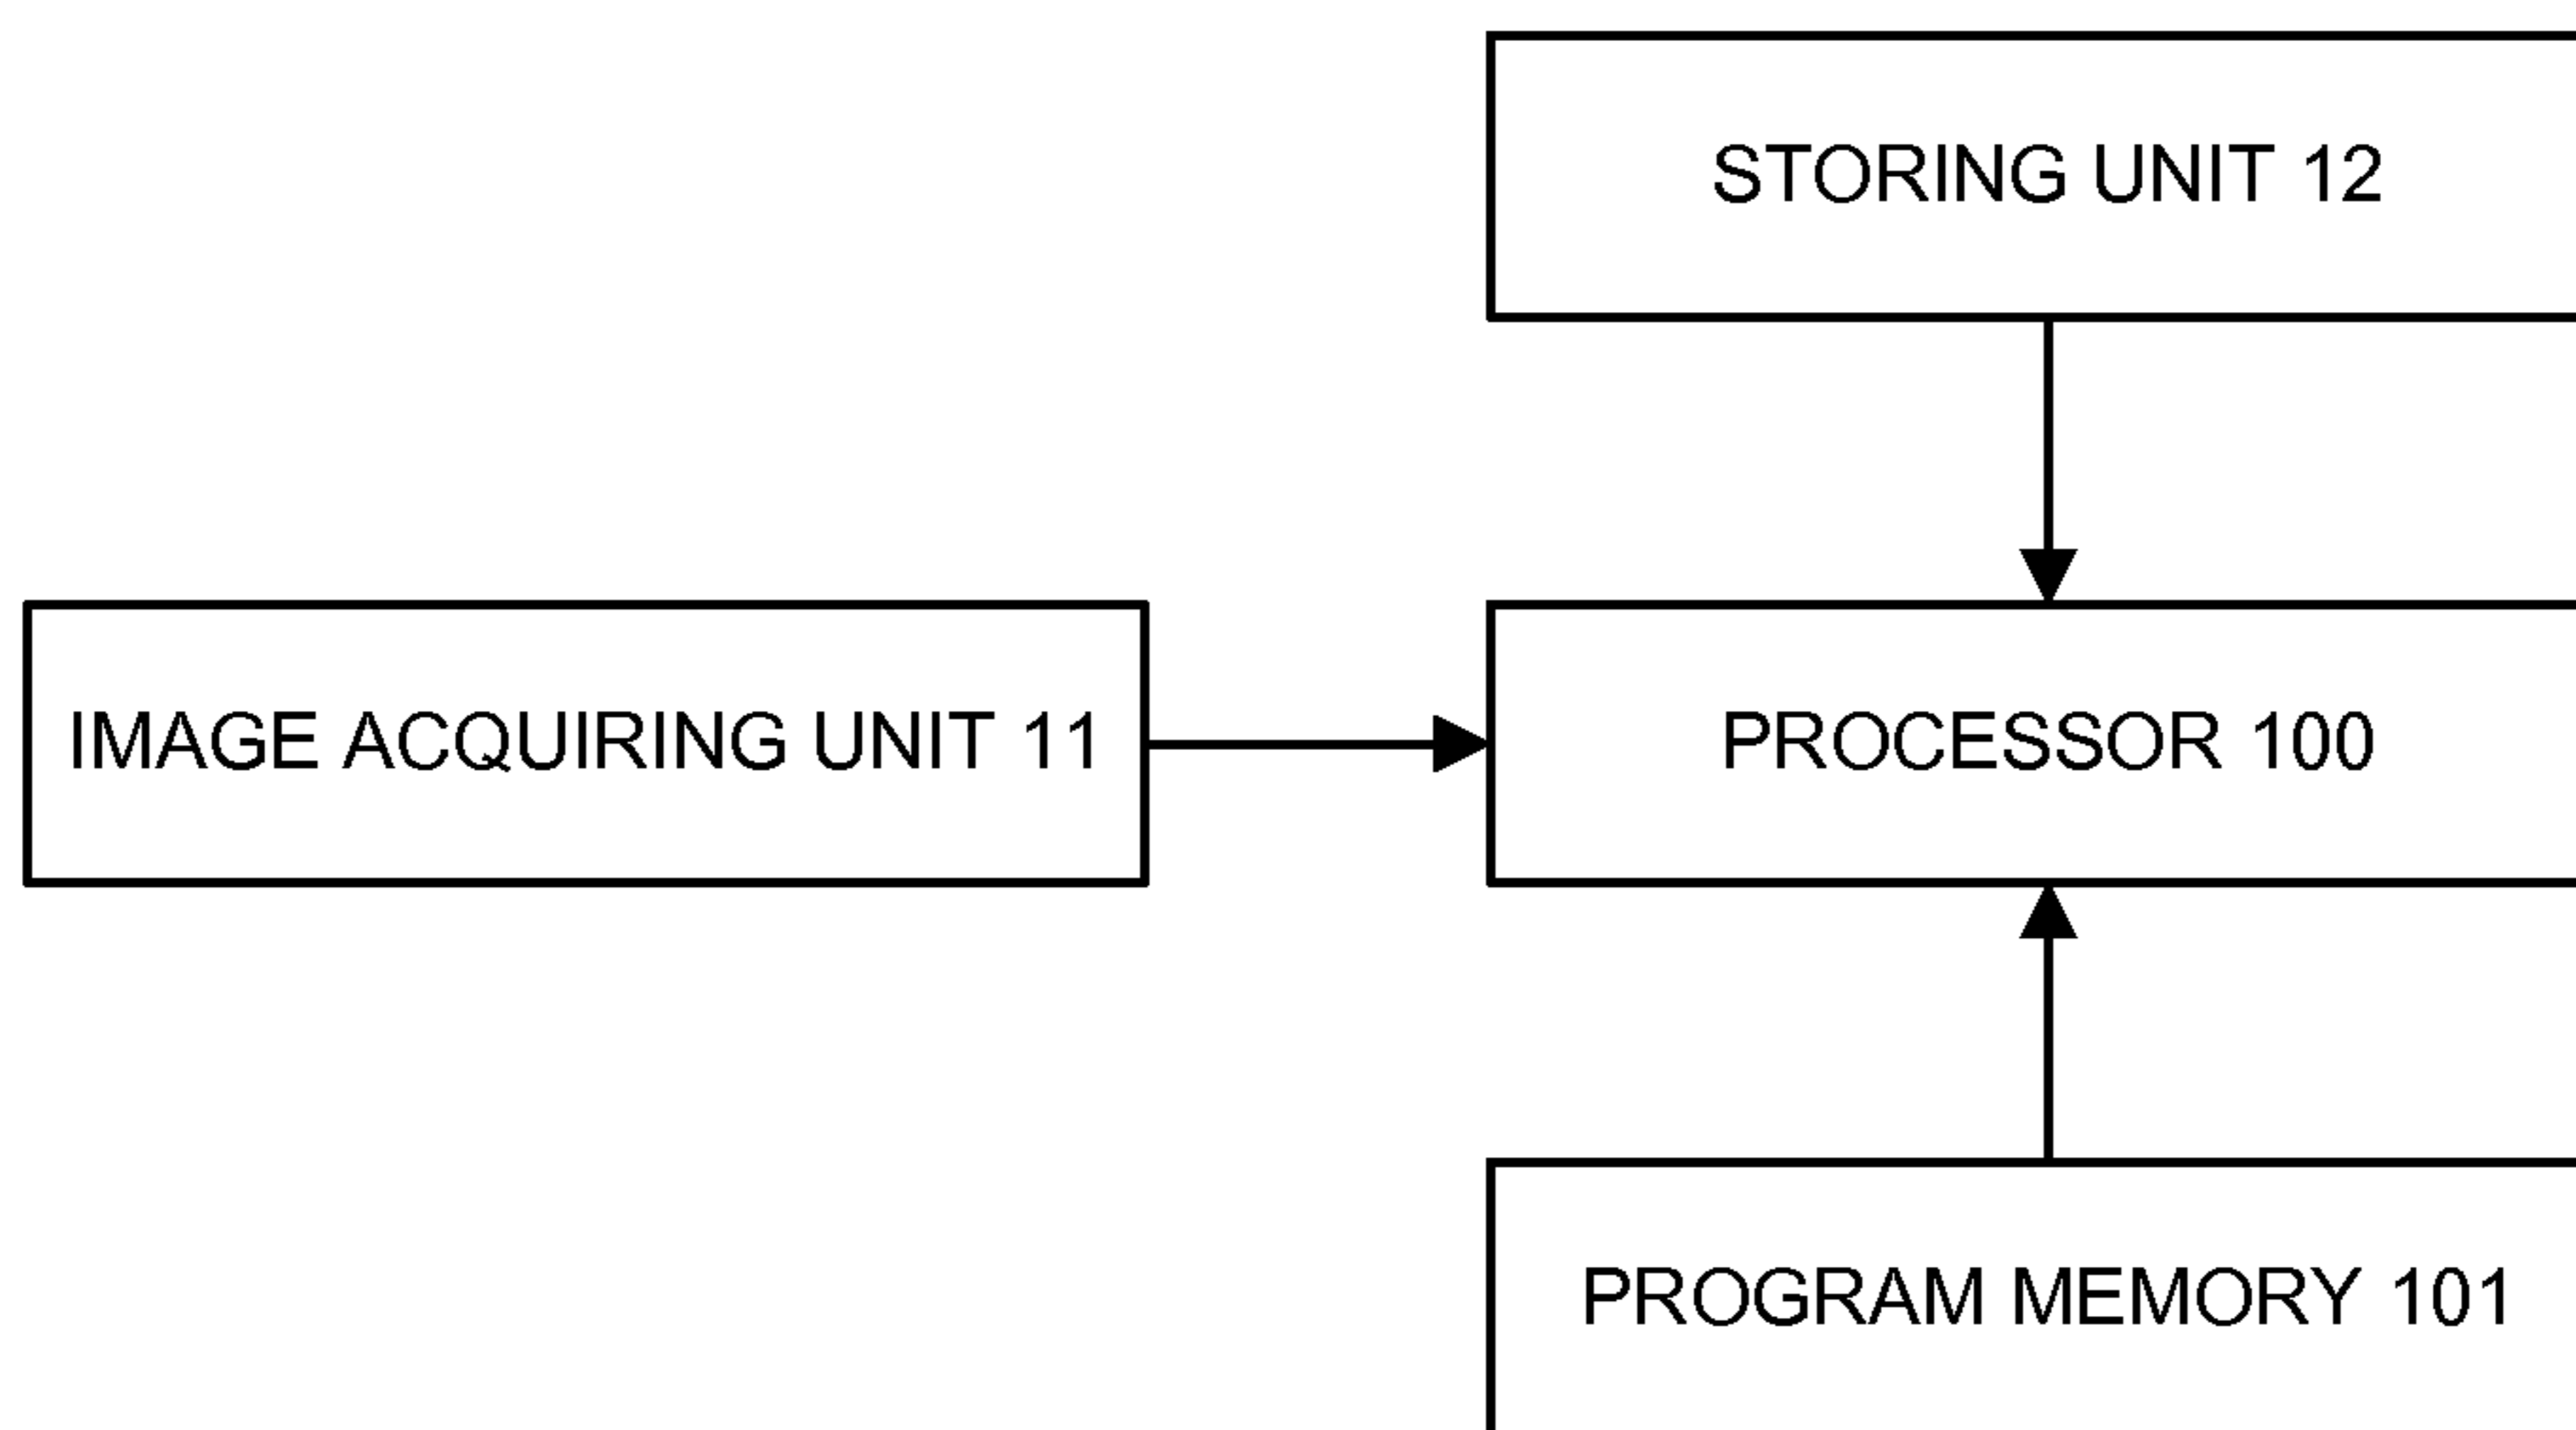 STORING UNIT 12
IMAGE ACQUIRING UNIT 11
PROCESSOR 100
PROGRAM MEMORY 101